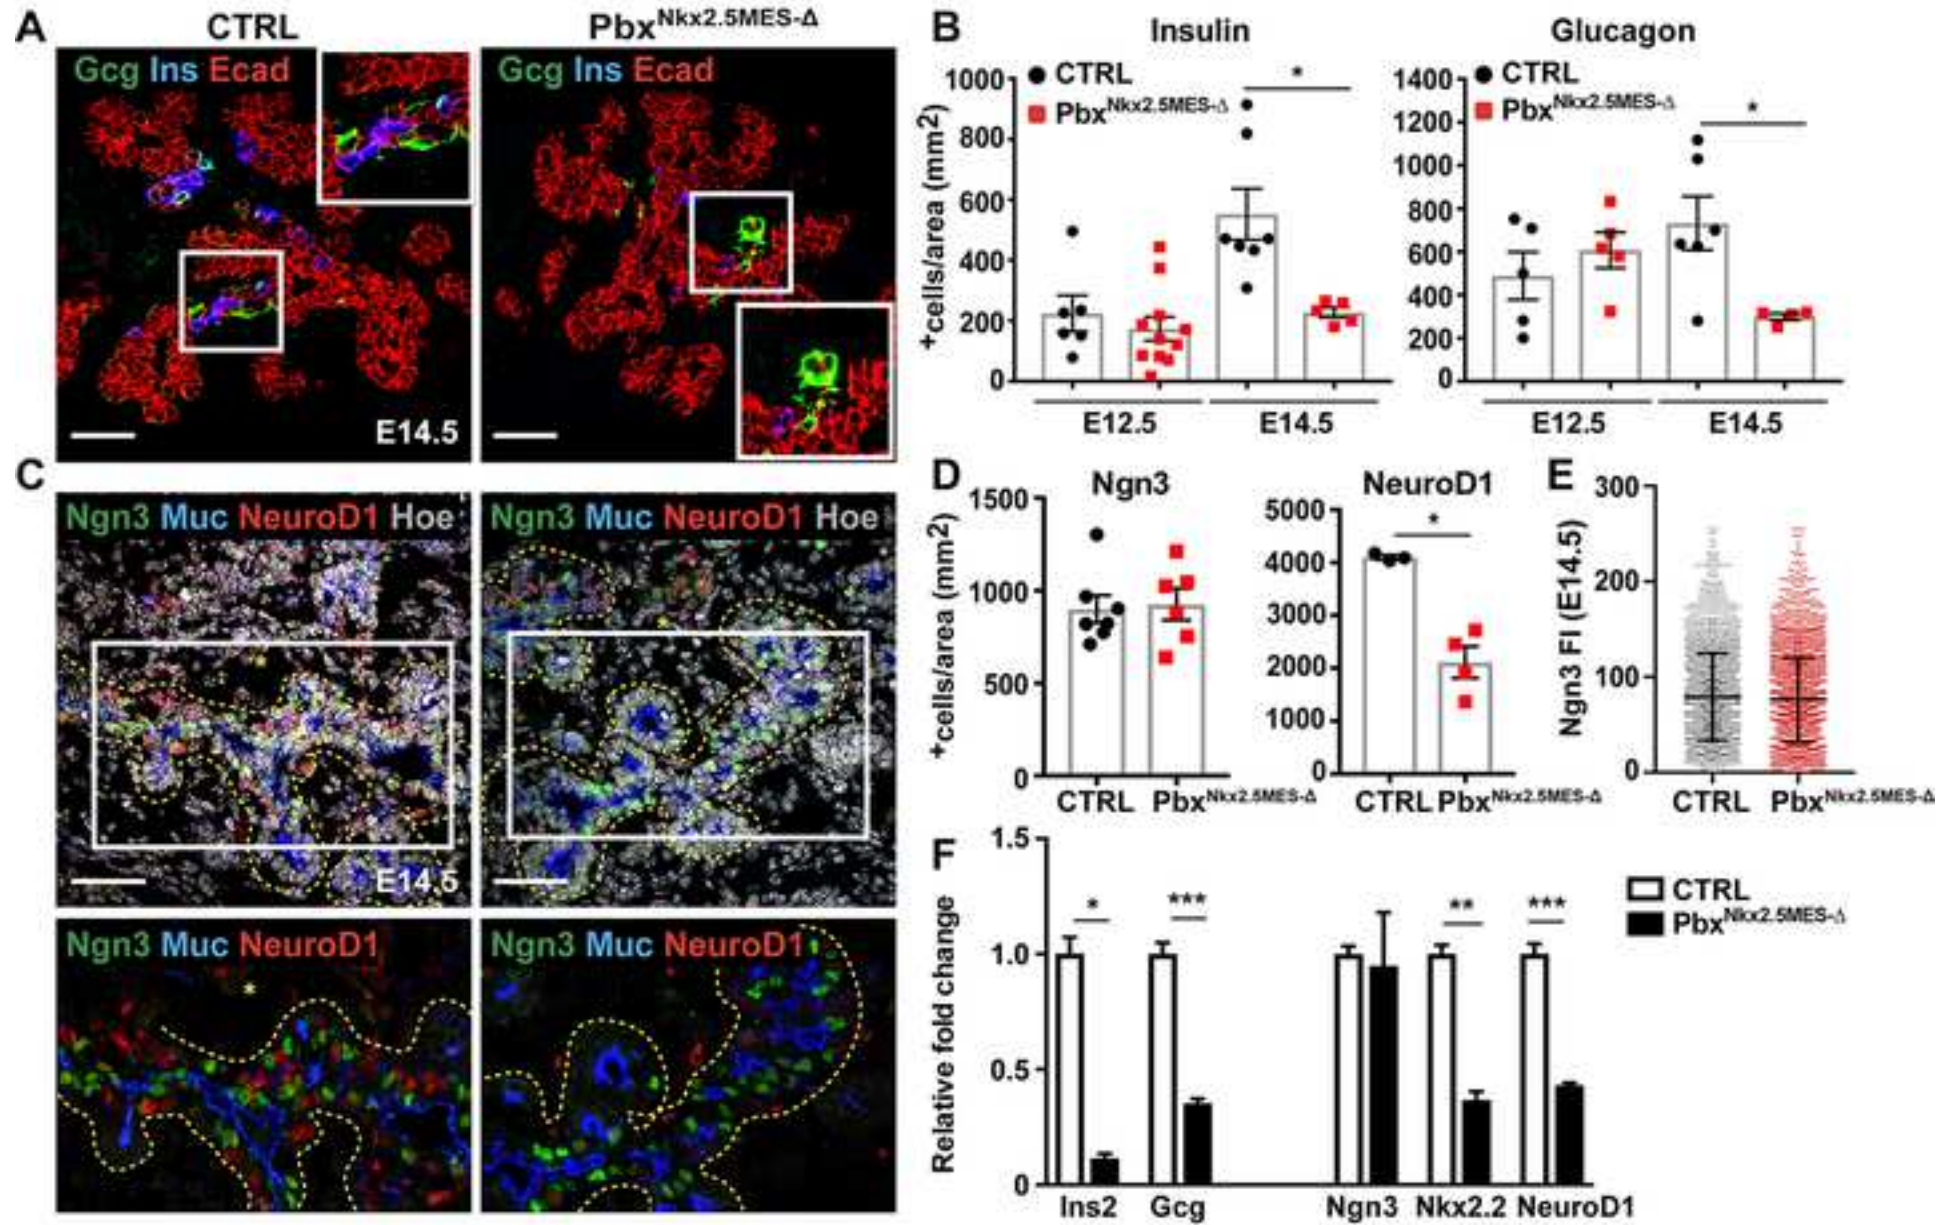 A
CTRL
Pbx^Nkx2.5MES-Δ
Gcg Ins Ecad
E14.5
Gcg Ins Ecad
B
Insulin
+cells/area (mm2)
1000
800
600
400
200
0
CTRL
Pbx^Nkx2.5MES-Δ
*
E12.5
E14.5
Glucagon
1400
1200
1000
800
600
400
200
0
CTRL
Pbx^Nkx2.5MES-Δ
*
E12.5
E14.5
C
Ngn3 Muc NeuroD1 Hoe
*
E14.5
Ngn3 Muc NeuroD1 Hoe
*
Ngn3 Muc NeuroD1
*
Ngn3 Muc NeuroD1
D
Ngn3
+cells/area (mm2)
1500
1000
500
0
CTRL Pbx^Nkx2.5MES-Δ
NeuroD1
5000
4000
3000
2000
1000
0
*
CTRL Pbx^Nkx2.5MES-Δ
E
Ngn3 FI (E14.5)
300
200
100
0
CTRL Pbx^Nkx2.5MES-Δ
F
Relative fold change
1.5
1.0
0.5
0
*
***
**
***
Ins2 Gcg Ngn3 Nkx2.2 NeuroD1
CTRL
Pbx^Nkx2.5MES-Δ